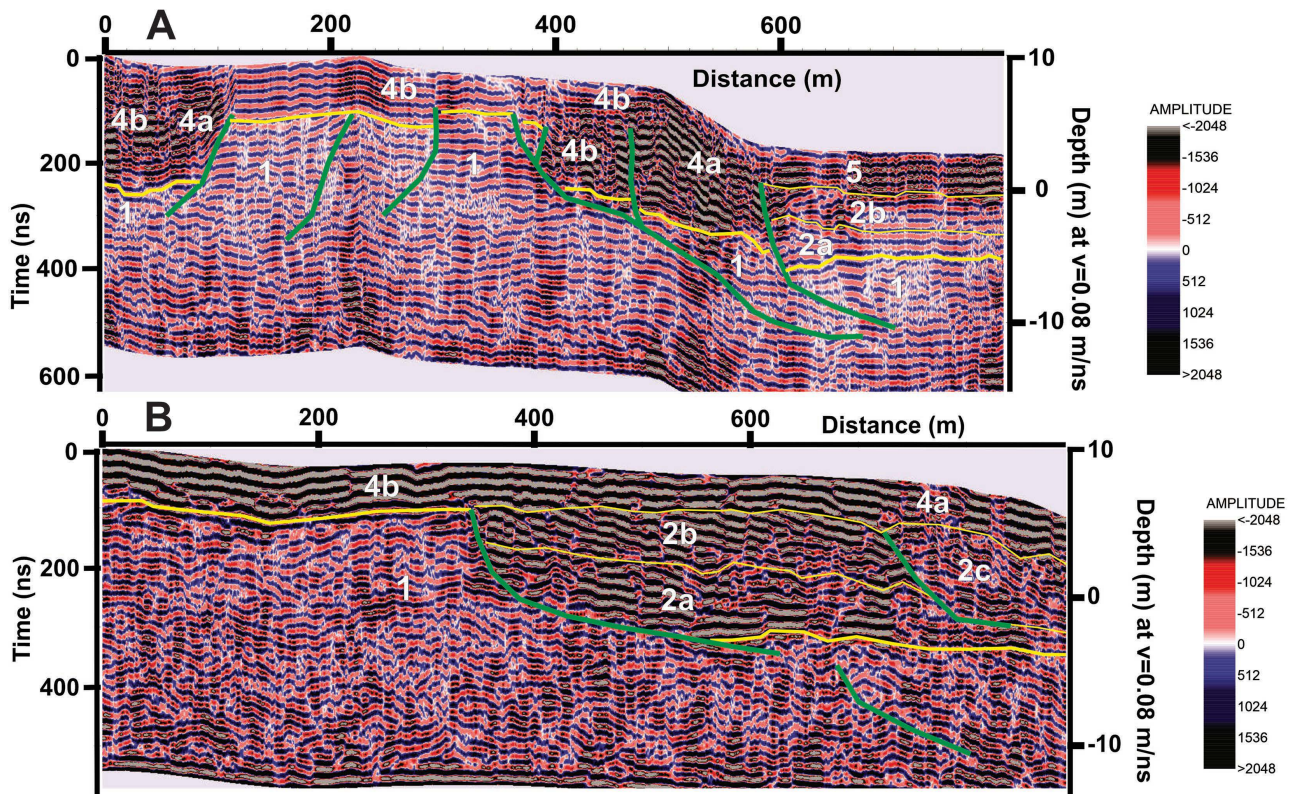 A
0 200 400 600
Distance (m)
Time (ns)
0
200
400
600
4b 4a 4b 4b 4b 4a 5
1 1 1 2b
1 2a
1
10
0
-10
Depth (m) at v=0.08 m/ns
AMPLITUDE
<-2048
-1536
-1024
-512
0
512
1024
1536
>2048
B
0 200 400 600
Distance (m)
Time (ns)
0
200
400
4b 4a
2b
2c
1 2a
10
0
-10
Depth (m) at v=0.08 m/ns
AMPLITUDE
<-2048
-1536
-1024
-512
0
512
1024
1536
>2048